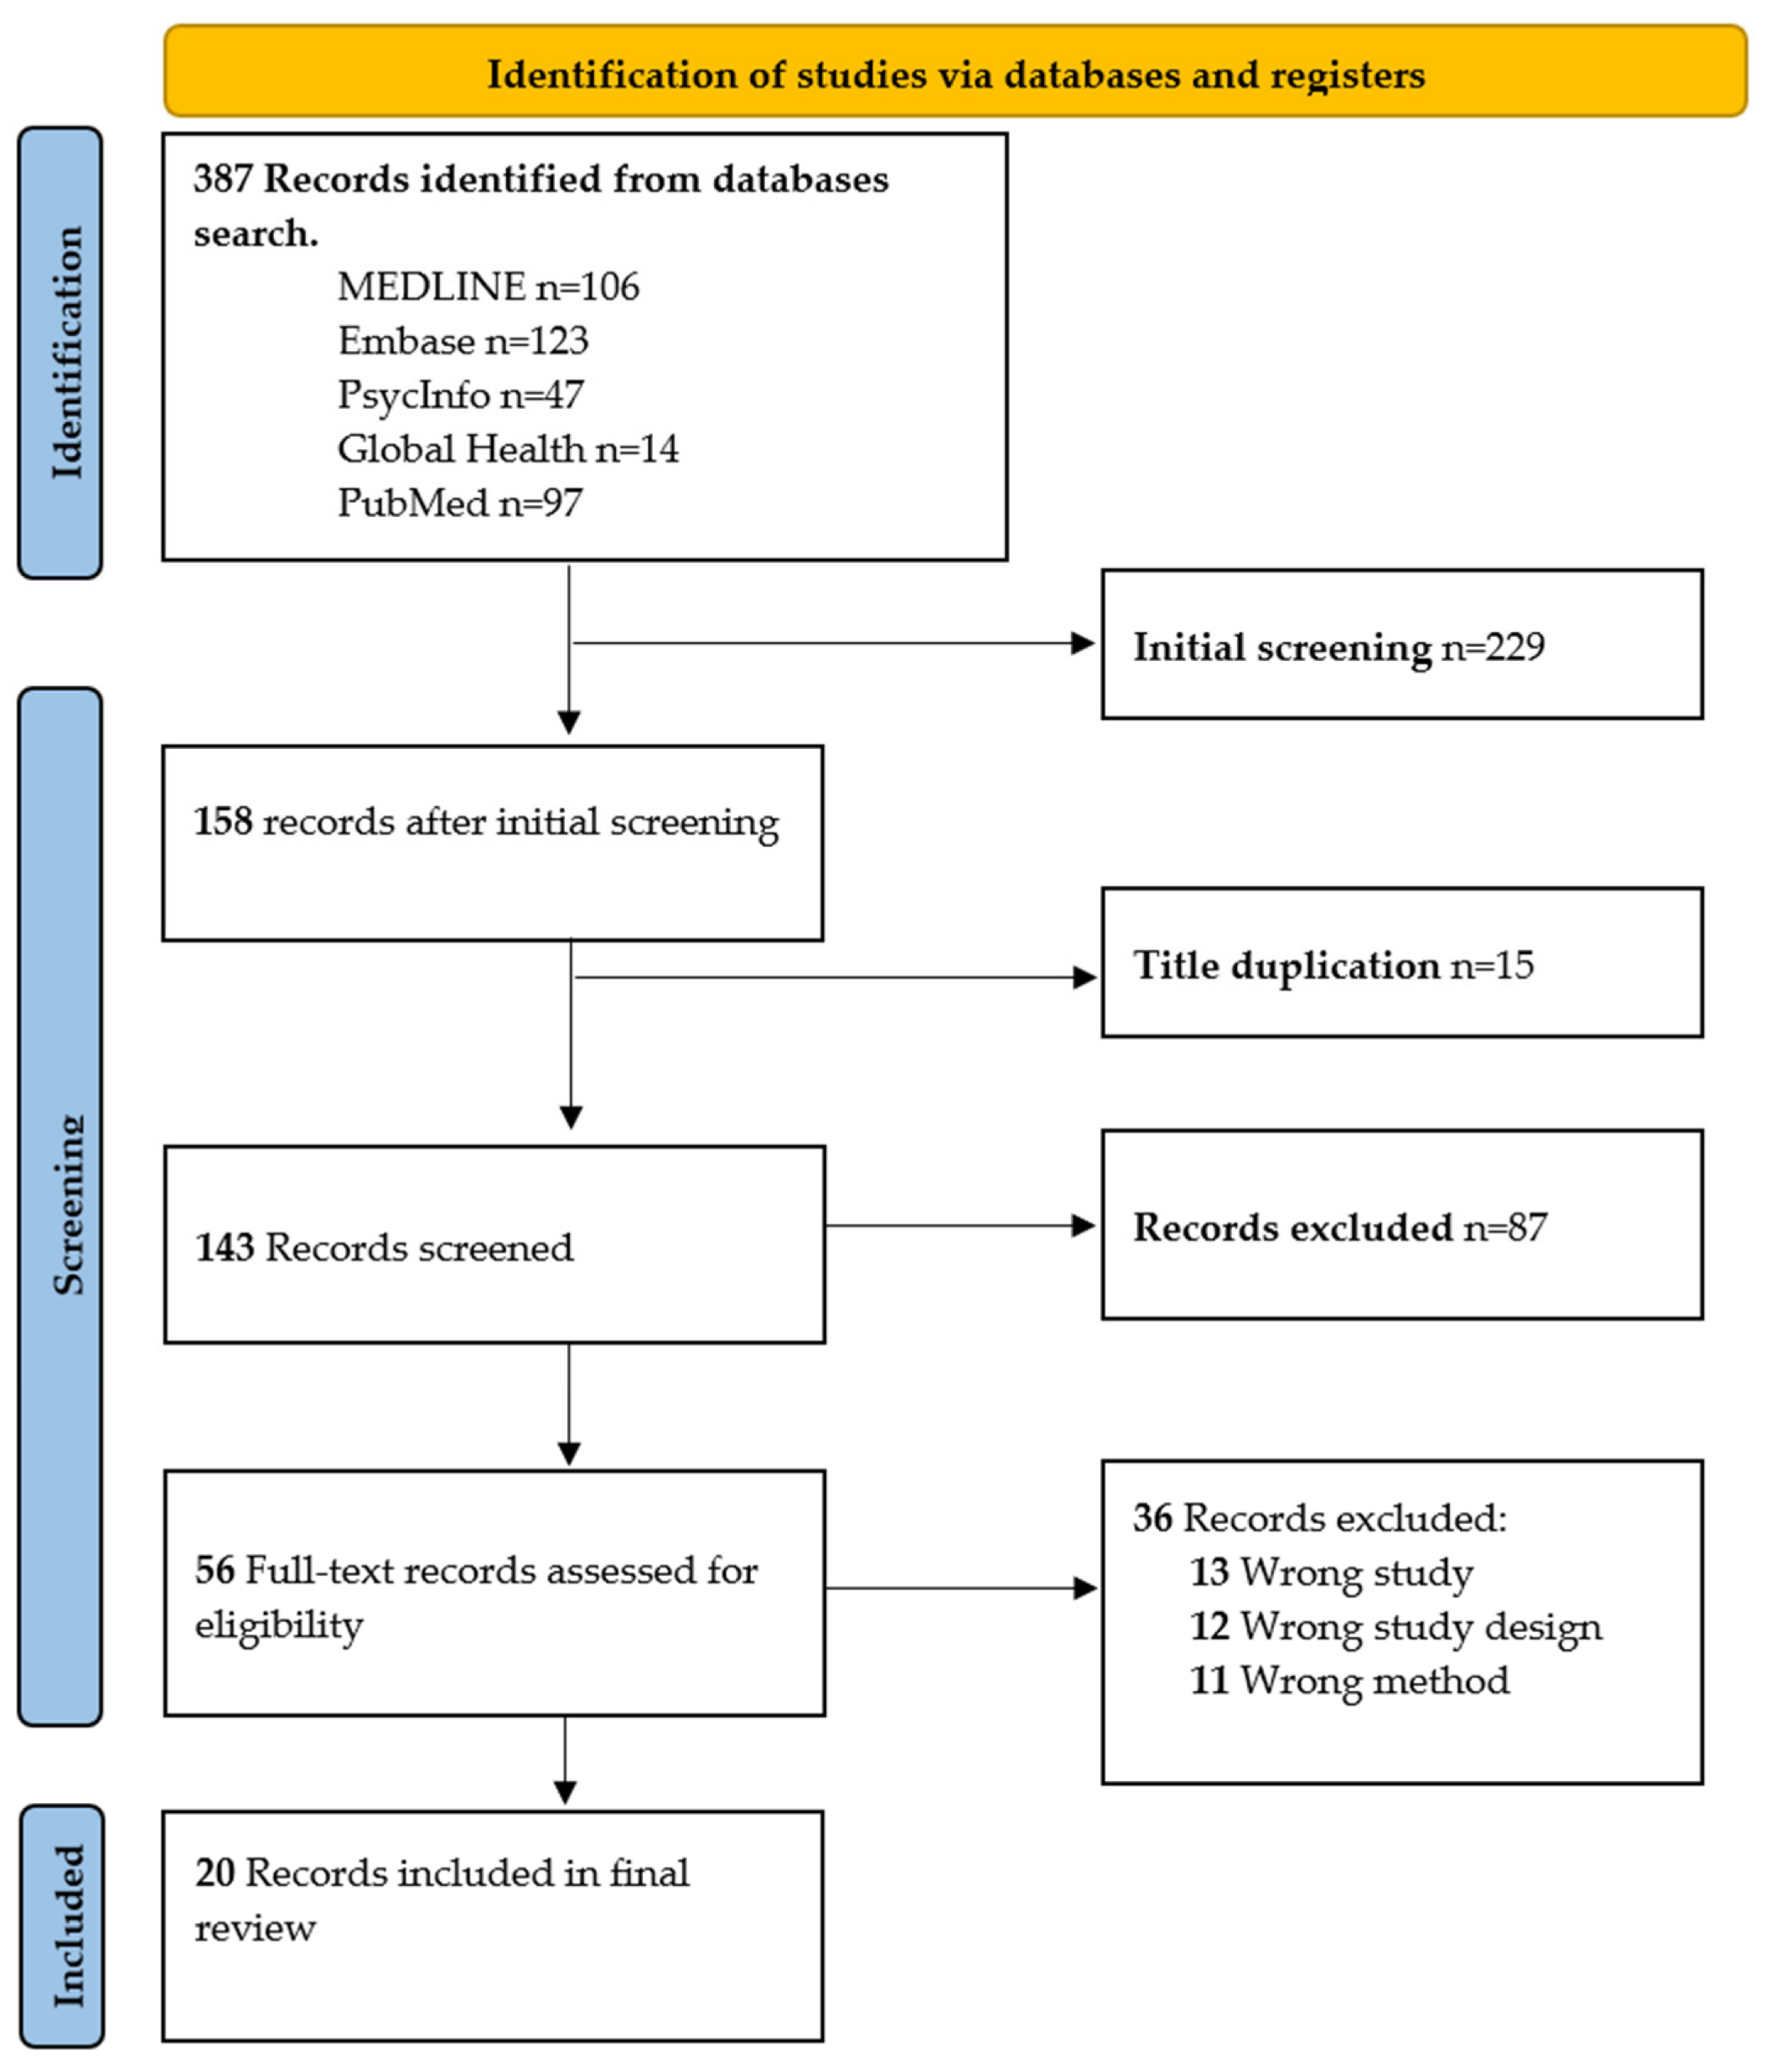 Identification of studies via databases and registers
Identification
387 Records identified from databases
search.
MEDLINE n=106
Embase n=123
PsycInfo n=47
Global Health n=14
PubMed n=97
Initial screening n=229
Screening
158 records after initial screening
Title duplication n=15
143 Records screened
Records excluded n=87
56 Full-text records assessed for
eligibility
36 Records excluded:
13 Wrong study
12 Wrong study design
11 Wrong method
Included
20 Records included in final
review